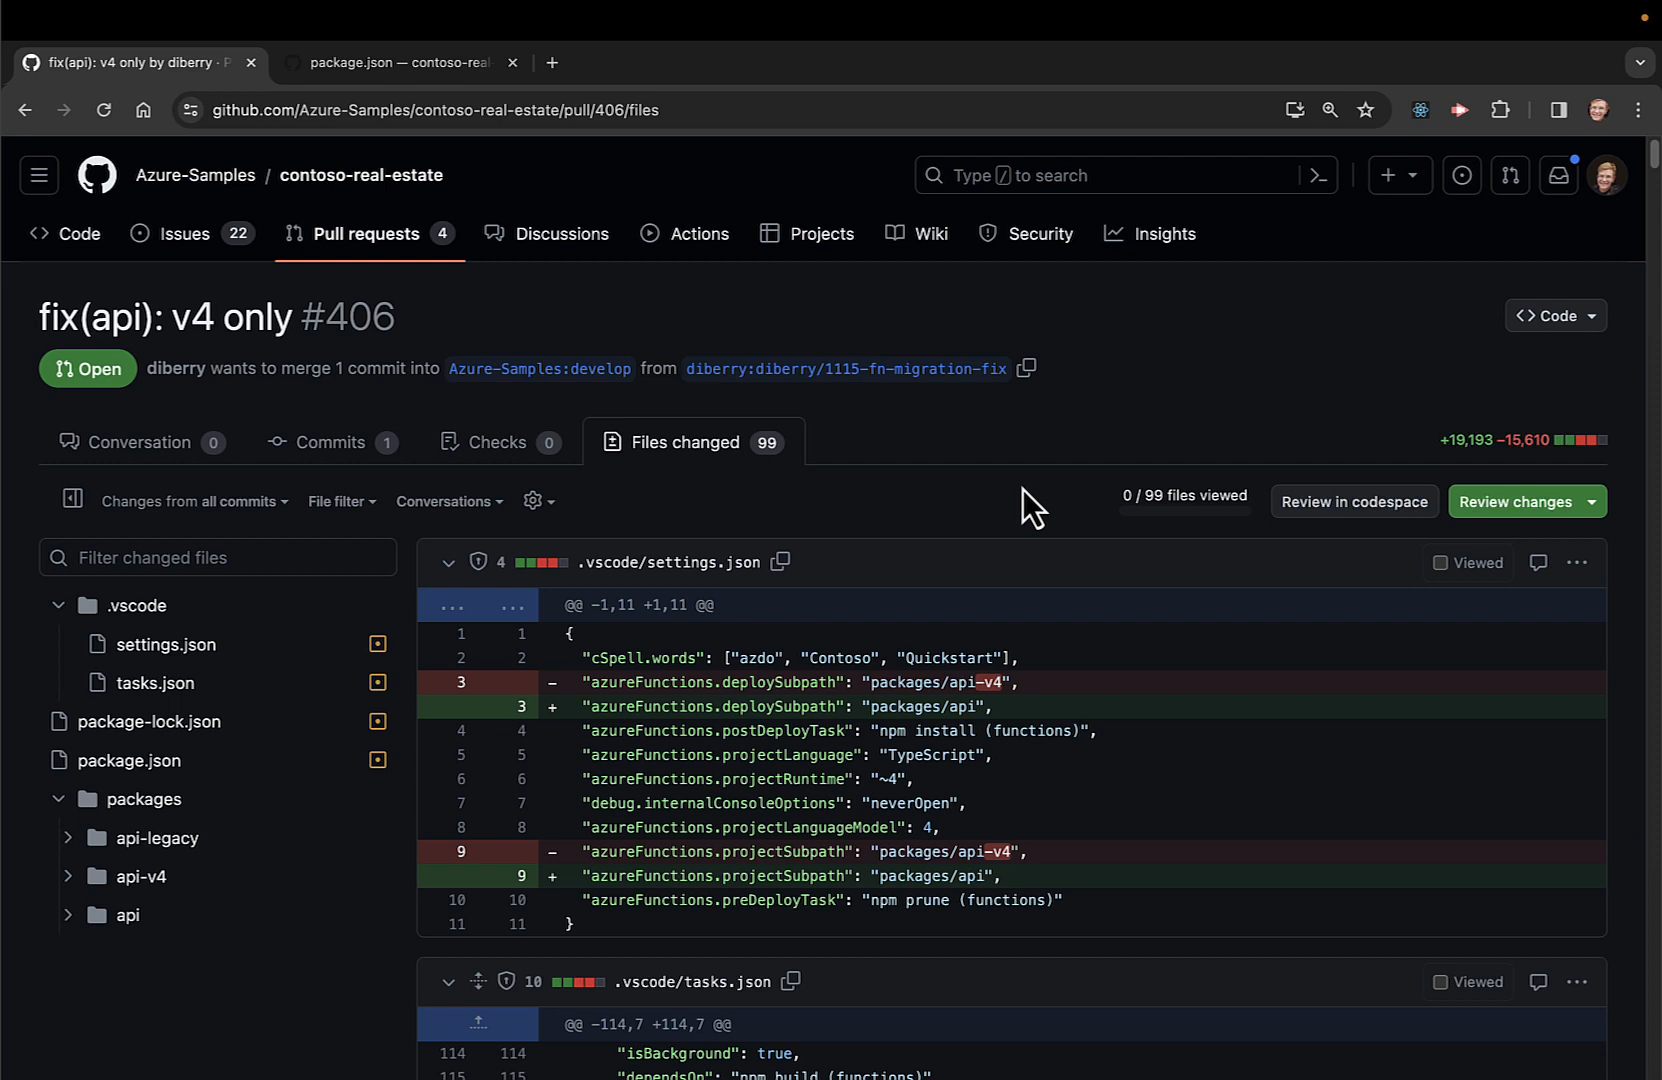 fix(api): v4 only by diberry · P
package.json — contoso-real
github.com/Azure-Samples/contoso-real-estate/pull/406/files
Azure-Samples / contoso-real-estate
Type / to search
Code
Issues 22
Pull requests 4
Discussions
Actions
Projects
Wiki
Security
Insights
fix(api): v4 only #406
Code
Open
diberry wants to merge 1 commit into Azure-Samples:develop from diberry:diberry/1115-fn-migration-fix
Conversation 0
Commits 1
Checks 0
Files changed 99
+19,193 −15,610
Changes from all commits
File filter
Conversations
0 / 99 files viewed
Review in codespace
Review changes
Filter changed files
.vscode
settings.json
tasks.json
package-lock.json
package.json
packages
api-legacy
api-v4
api
4 .vscode/settings.json
Viewed
... ... @@ -1,11 +1,11 @@
1 1 {
2 2 "cSpell.words": ["azdo", "Contoso", "Quickstart"],
3 - "azureFunctions.deploySubpath": "packages/api-v4",
3 + "azureFunctions.deploySubpath": "packages/api",
4 4 "azureFunctions.postDeployTask": "npm install (functions)",
5 5 "azureFunctions.projectLanguage": "TypeScript",
6 6 "azureFunctions.projectRuntime": "~4",
7 7 "debug.internalConsoleOptions": "neverOpen",
8 8 "azureFunctions.projectLanguageModel": 4,
9 - "azureFunctions.projectSubpath": "packages/api-v4",
9 + "azureFunctions.projectSubpath": "packages/api",
10 10 "azureFunctions.preDeployTask": "npm prune (functions)"
11 11 }
10 .vscode/tasks.json
Viewed
@@ -114,7 +114,7 @@
114 114 "isBackground": true,
115 115 "dependsOn": "npm build (functions)"